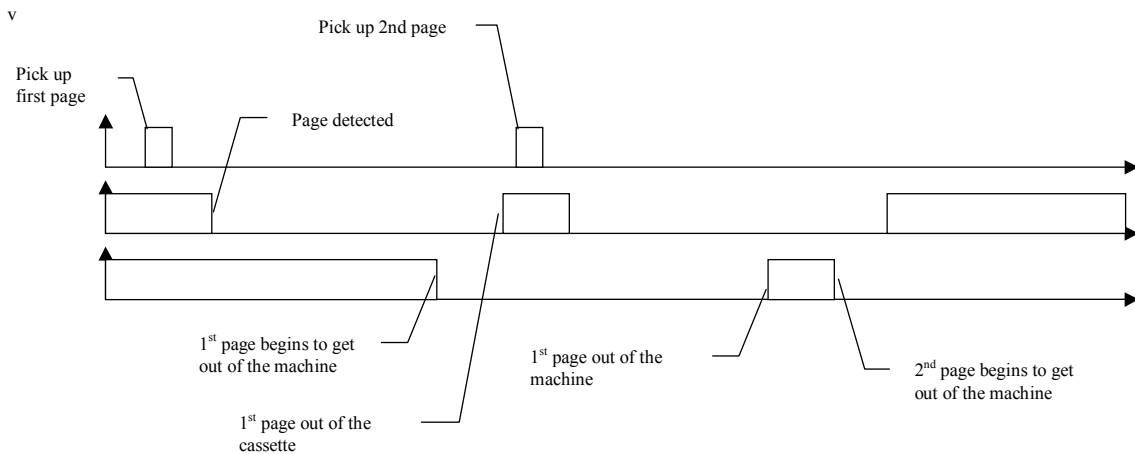 v
Pick up 2nd page
Pick up
first page
Page detected
1st page begins to get
out of the machine
1st page out of the
machine
2nd page begins to get
out of the machine
1st page out of the
cassette